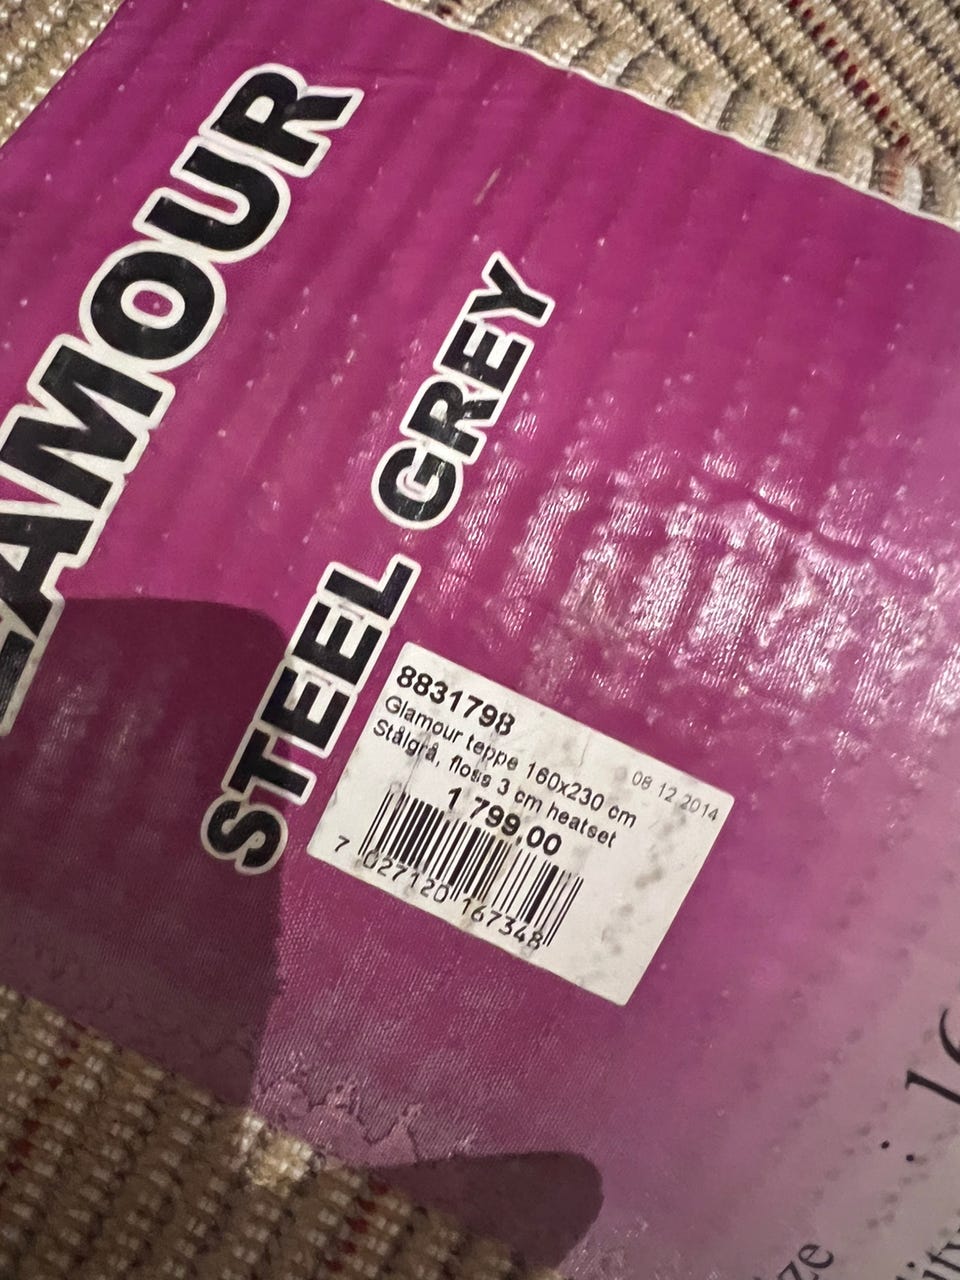 AMOUR
STEEL GREY
8831798
Glamour teppe 160x230 cm
Stålgrå, floss 3 cm heatset
08 12 2014
1 799,00
7 027120 167348